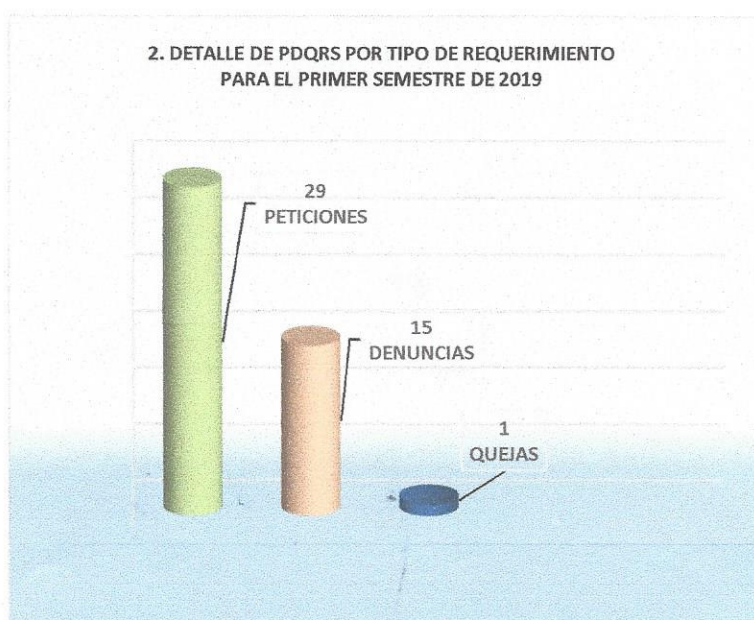 2. DETALLE DE PDQRS POR TIPO DE REQUERIMIENTO
PARA EL PRIMER SEMESTRE DE 2019
29
PETICIONES
15
DENUNCIAS
1
QUEJAS